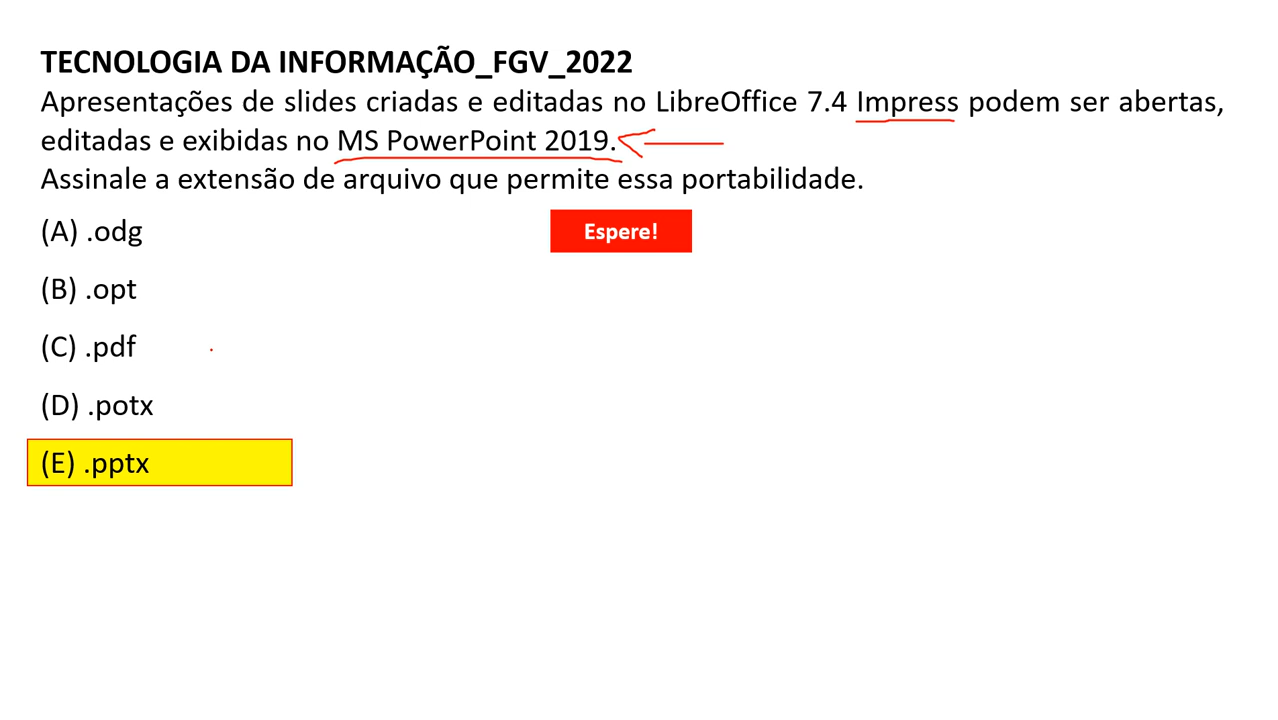 TECNOLOGIA DA INFORMAÇÃO_FGV_2022
Apresentações de slides criadas e editadas no LibreOffice 7.4 Impress podem ser abertas,
editadas e exibidas no MS PowerPoint 2019.
Assinale a extensão de arquivo que permite essa portabilidade.
(A) .odg
Espere!
(B) .opt
(C) .pdf
(D) .potx
(E) .pptx